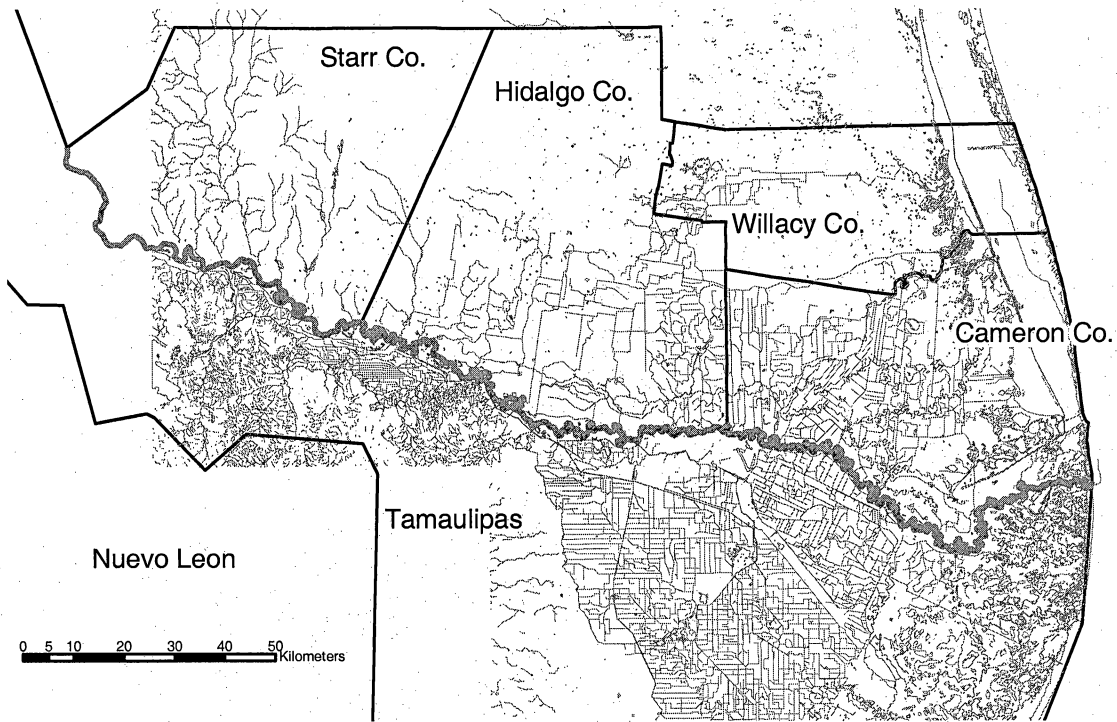 Starr Co.
Hidalgo Co.
Willacy Co.
Cameron Co.
Tamaulipas
Nuevo Leon
0 5 10 20 30 40 50
Kilometers